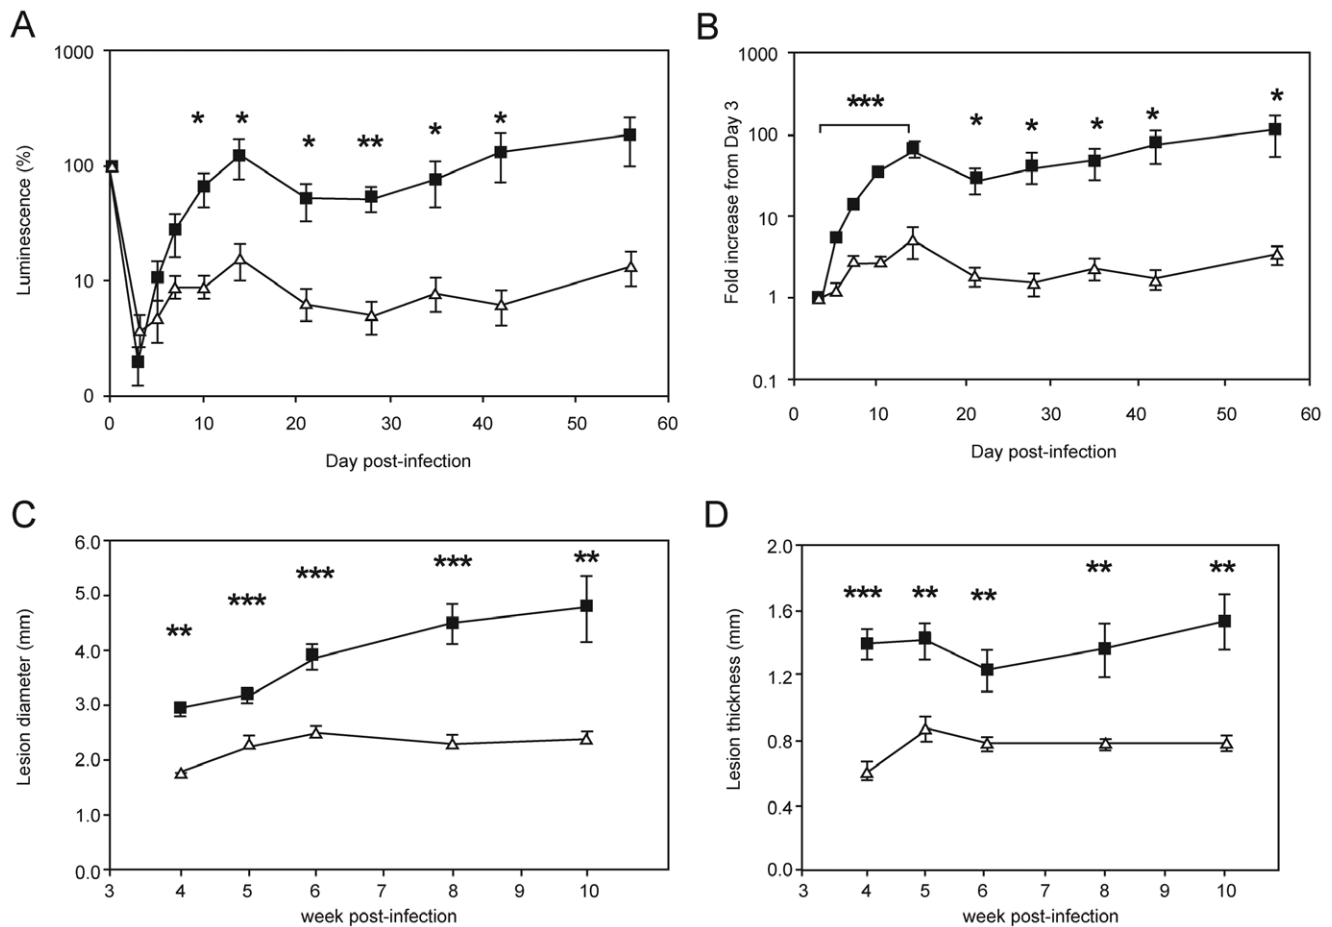 A
1000
100
10
0
Luminescence (%)
* * * ** * *
0 10 20 30 40 50 60
Day post-infection
B
1000
100
10
1
0.1
Fold increase from Day 3
*** * * * * *
0 10 20 30 40 50 60
Day post-infection
C
6.0
5.0
4.0
3.0
2.0
1.0
0.0
Lesion diameter (mm)
** *** *** *** **
3 4 5 6 7 8 9 10
week post-infection
D
2.0
1.6
1.2
0.8
0.4
0.0
Lesion thickness (mm)
*** ** ** ** **
3 4 5 6 7 8 9 10
week post-infection